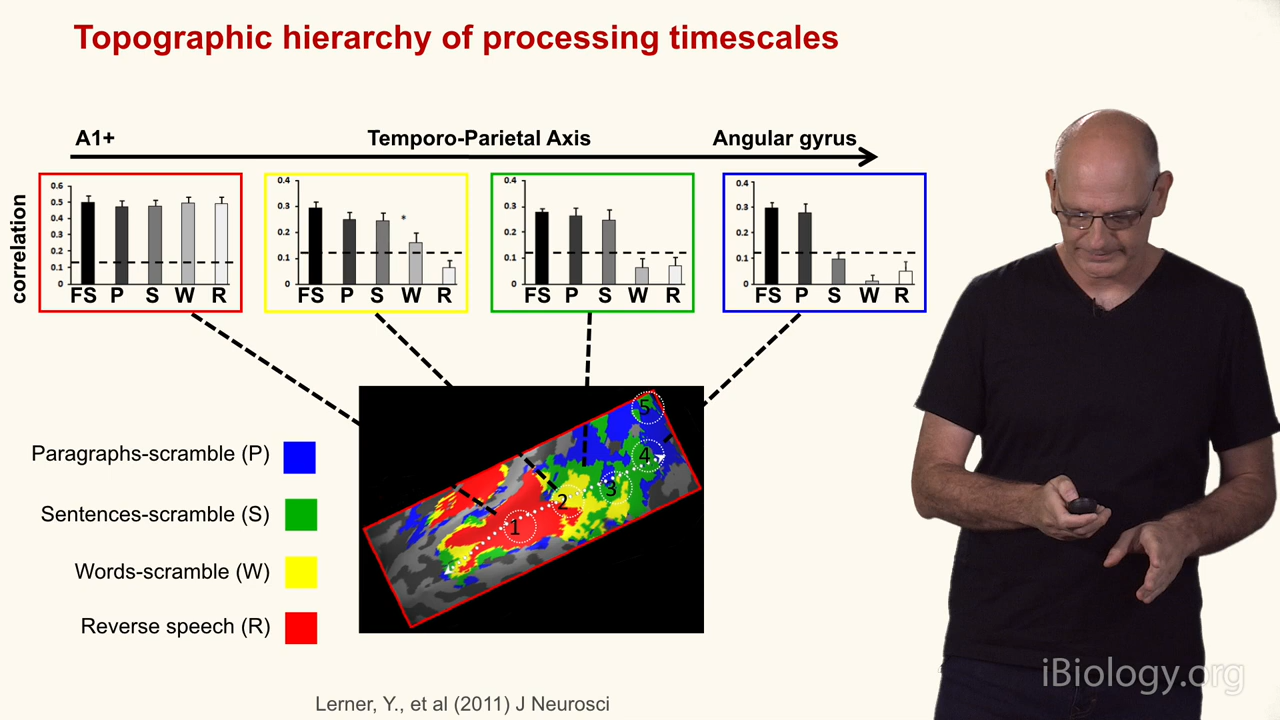 Topographic hierarchy of processing timescales
A1+ Temporo-Parietal Axis Angular gyrus
correlation
0.6
0.5
0.4
0.3
0.2
0.1
0
FS P S W R
0.4
0.3
0.2
0.1
0
*
FS P S W R
0.4
0.3
0.2
0.1
0
FS P S W R
0.4
0.3
0.2
0.1
0
FS P S W R
5
4
3
2
1
Paragraphs-scramble (P)
Sentences-scramble (S)
Words-scramble (W)
Reverse speech (R)
Lerner, Y., et al (2011) J Neurosci
iBiology.org